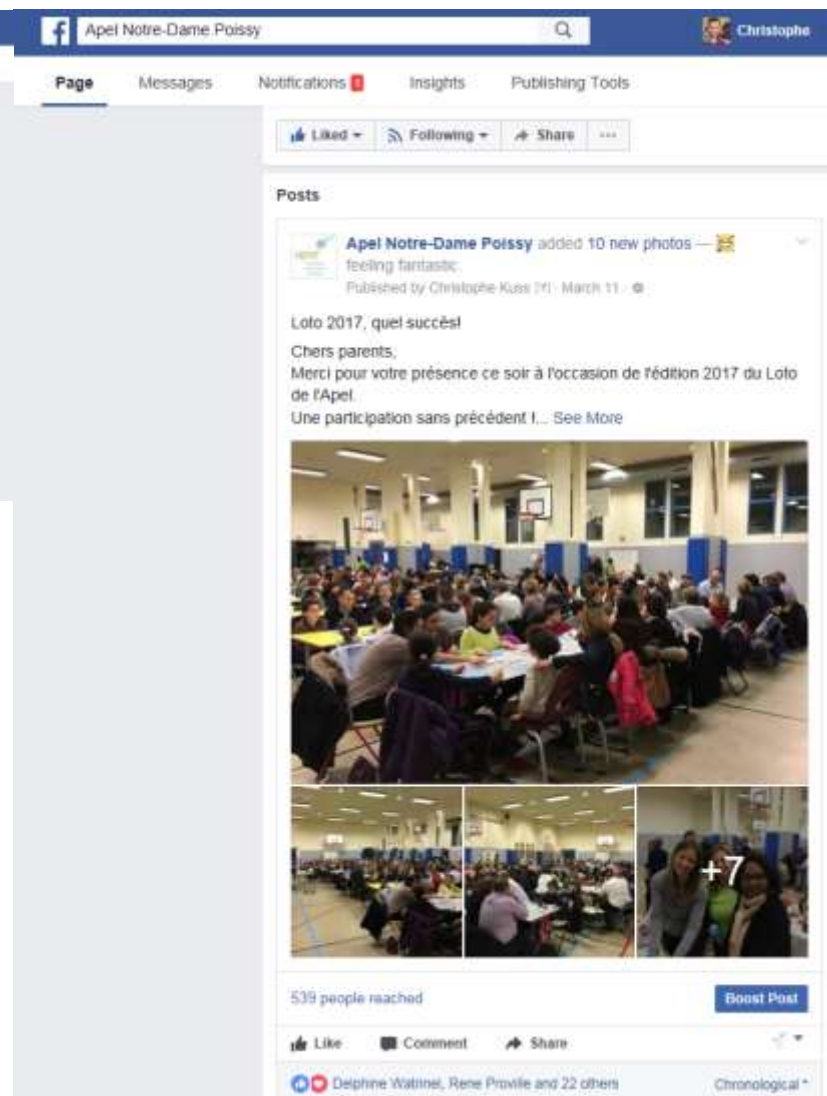 f Apel Notre-Dame Poissy Christophe
Page Messages Notifications 1 Insights Publishing Tools
Liked Following Share ...
Posts
Apel Notre-Dame Poissy added 10 new photos —
feeling fantastic.
Published by Christophe Kuss [?] · March 11 ·
Loto 2017, quel succès!
Chers parents,
Merci pour votre présence ce soir à l'occasion de l'édition 2017 du Loto
de l'Apel.
Une participation sans précédent !... See More
+7
539 people reached Boost Post
Like Comment Share
Delphine Watrinel, Rene Proville and 22 others Chronological